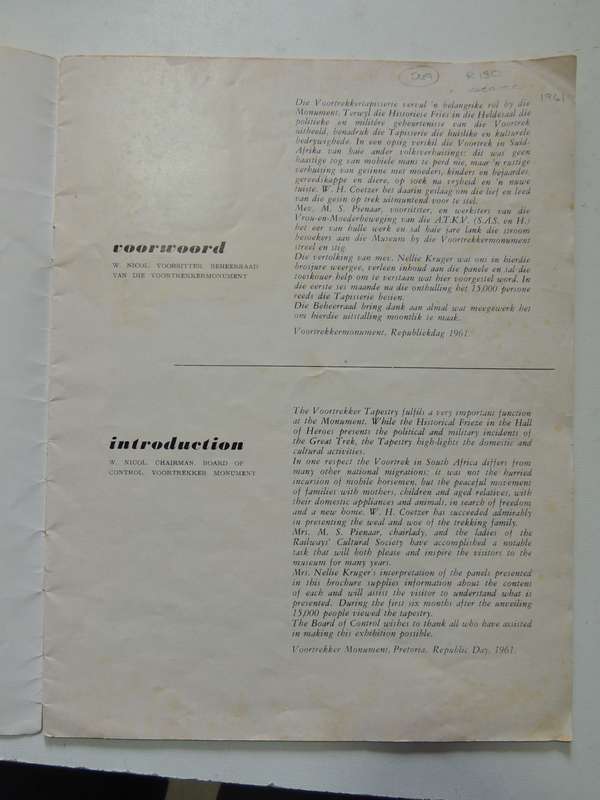 R150
1961
Die Voortrekkertapisserie vervul 'n belangrike rol by die
Monument. Terwyl die Historiese Fries in die Heldesaal die
politieke en militêre gebeurtenisse van die Voortrek
uitbeeld, benadruk die Tapisserie die huislike en kulturele
bedrywighede. In een opsig verskil die Voortrek in Suid-
Afrika van baie ander volksverhuisings: dit was geen
haastige tog van mobiele mans te perd nie, maar 'n rustige
verhuising van gesinne met moeders, kinders en bejaardes,
gereedskappe en diere, op soek na vryheid en 'n nuwe
tuiste. W. H. Coetzer het daarin geslaag om die lief en leed
van die gesin op trek uitmuntend voor te stel.
Mev. M. S. Pienaar, voorsitster, en werksters van die
Vrou-en-Moederbeweging van die A.T.K.V. (S.A.S. en H.)
het eer van hulle werk en sal baie jare lank die stroom
besoekers aan die Museum by die Voortrekkermonument
streel en stig.
Die vertolking van mev. Nellie Kruger wat ons in hierdie
brosjure weergee, verleen inhoud aan die panele en sal die
toeskouer help om te verstaan wat hier voorgestel word. In
die eerste ses maande na die onthulling het 15,000 persone
reeds die Tapisserie besien.
Die Beheerraad bring dank aan almal wat meegewerk het
om hierdie uitstalling moontlik te maak.
Voortrekkermonument, Republiekdag 1961.
voorwoord
W. NICOL, VOORSITTER, BEHEERRAAD
VAN DIE VOORTREKKERMONUMENT
The Voortrekker Tapestry fulfils a very important function
at the Monument. While the Historical Frieze in the Hall
of Heroes presents the political and military incidents of
the Great Trek, the Tapestry high-lights the domestic and
cultural activities.
In one respect the Voortrek in South Africa differs from
many other national migrations: it was not the hurried
incursion of mobile horsemen, but the peaceful movement
of families with mothers, children and aged relatives, with
their domestic appliances and animals, in search of freedom
and a new home. W. H. Coetzer has succeeded admirably
in presenting the weal and woe of the trekking family.
Mrs. M. S. Pienaar, chairlady, and the ladies of the
Railways' Cultural Society have accomplished a notable
task that will both please and inspire the visitors to the
museum for many years.
Mrs. Nellie Kruger's interpretation of the panels presented
in this brochure supplies information about the content
of each and will assist the visitor to understand what is
presented. During the first six months after the unveiling
15,000 people viewed the tapestry.
The Board of Control wishes to thank all who have assisted
in making this exhibition possible.
Voortrekker Monument, Pretoria, Republic Day, 1961.
introduction
W. NICOL, CHAIRMAN, BOARD OF
CONTROL, VOORTREKKER MONUMENT